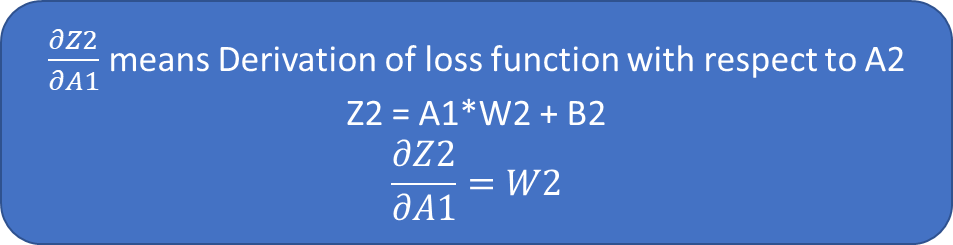 ∂Z2/∂A1 means Derivation of loss function with respect to A2
Z2 = A1*W2 + B2
∂Z2/∂A1 = W2